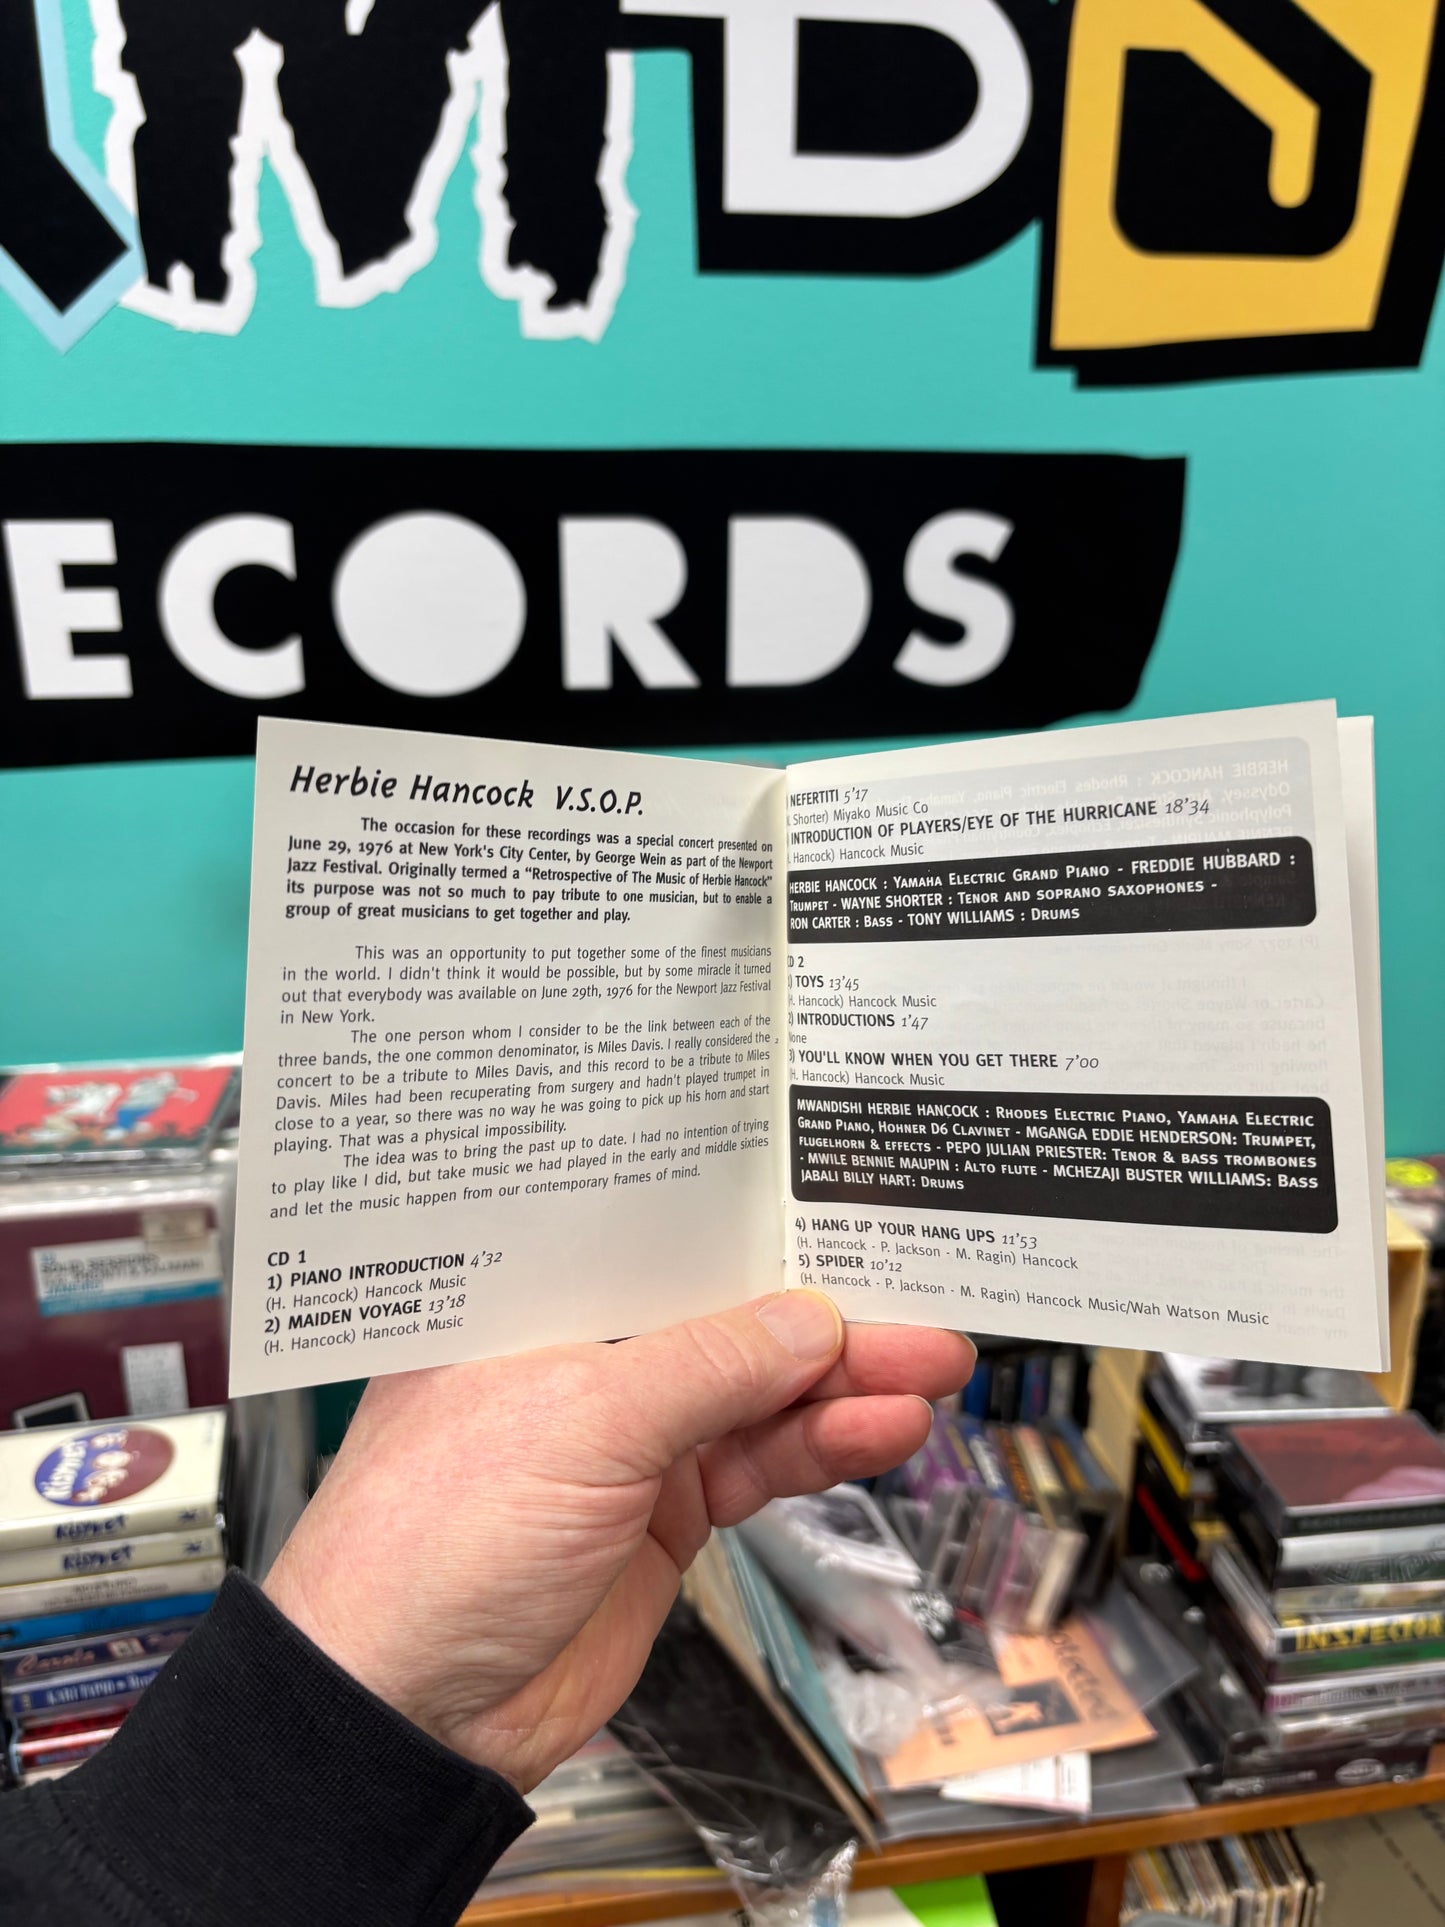 MDS
ECORDS
Herbie Hancock V.S.O.P.
The occasion for these recordings was a special concert presented on
June 29, 1976 at New York's City Center, by George Wein as part of the Newport
Jazz Festival. Originally termed a "Retrospective of The Music of Herbie Hancock"
its purpose was not so much to pay tribute to one musician, but to enable a
group of great musicians to get together and play.
This was an opportunity to put together some of the finest musicians
in the world. I didn't think it would be possible, but by some miracle it turned
out that everybody was available on June 29th, 1976 for the Newport Jazz Festival
in New York.
The one person whom I consider to be the link between each of the
three bands, the one common denominator, is Miles Davis. I really considered the
concert to be a tribute to Miles Davis, and this record to be a tribute to Miles
Davis. Miles had been recuperating from surgery and hadn't played trumpet in
close to a year, so there was no way he was going to pick up his horn and start
playing. That was a physical impossibility.
The idea was to bring the past up to date. I had no intention of trying
to play like I did, but take music we had played in the early and middle sixties
and let the music happen from our contemporary frames of mind.
CD 1
1) PIANO INTRODUCTION 4'32
(H. Hancock) Hancock Music
2) MAIDEN VOYAGE 13'18
(H. Hancock) Hancock Music
NEFERTITI 5'17
Shorter) Miyako Music Co
INTRODUCTION OF PLAYERS/EYE OF THE HURRICANE 18'34
. Hancock) Hancock Music
HERBIE HANCOCK : YAMAHA ELECTRIC GRAND PIANO - FREDDIE HUBBARD :
TRUMPET - WAYNE SHORTER : TENOR AND SOPRANO SAXOPHONES -
RON CARTER : BASS - TONY WILLIAMS : DRUMS
D 2
) TOYS 13'45
H. Hancock) Hancock Music
2) INTRODUCTIONS 1'47
None
3) YOU'LL KNOW WHEN YOU GET THERE 7'00
H. Hancock) Hancock Music
MWANDISHI HERBIE HANCOCK : RHODES ELECTRIC PIANO, YAMAHA ELECTRIC
GRAND PIANO, HOHNER D6 CLAVINET - MGANGA EDDIE HENDERSON: TRUMPET,
FLUGELHORN & EFFECTS - PEPO JULIAN PRIESTER: TENOR & BASS TROMBONES
- MWILE BENNIE MAUPIN : ALTO FLUTE - MCHEZAJI BUSTER WILLIAMS: BASS
JABALI BILLY HART: DRUMS
4) HANG UP YOUR HANG UPS 11'53
(H. Hancock - P. Jackson - M. Ragin) Hancock
5) SPIDER 10'12
(H. Hancock - P. Jackson - M. Ragin) Hancock Music/Wah Watson Music
Kismet
Kismet
Kismet
INSPECTOR